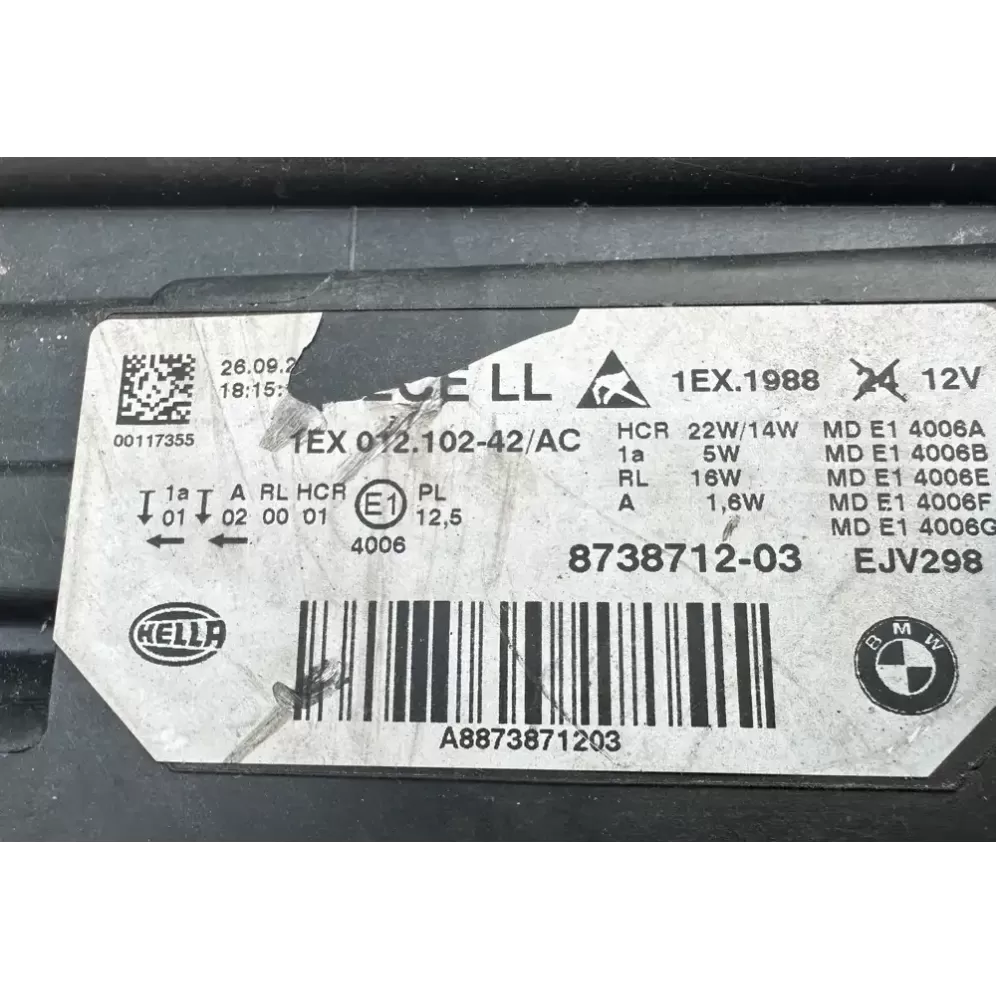 26.09.2
18:15:
LL
1EX.1988 24 12V
00117355
1EX 012.102-42/AC
HCR 22W/14W MD E1 4006A
1a 5W MD E1 4006B
RL 16W MD E1 4006E
A 1,6W MD E1 4006F
MD E1 4006G
1a A RL HCR E1 PL
01 02 00 01 12,5
4006
8738712-03 EJV298
HELLA
BMW
A8873871203